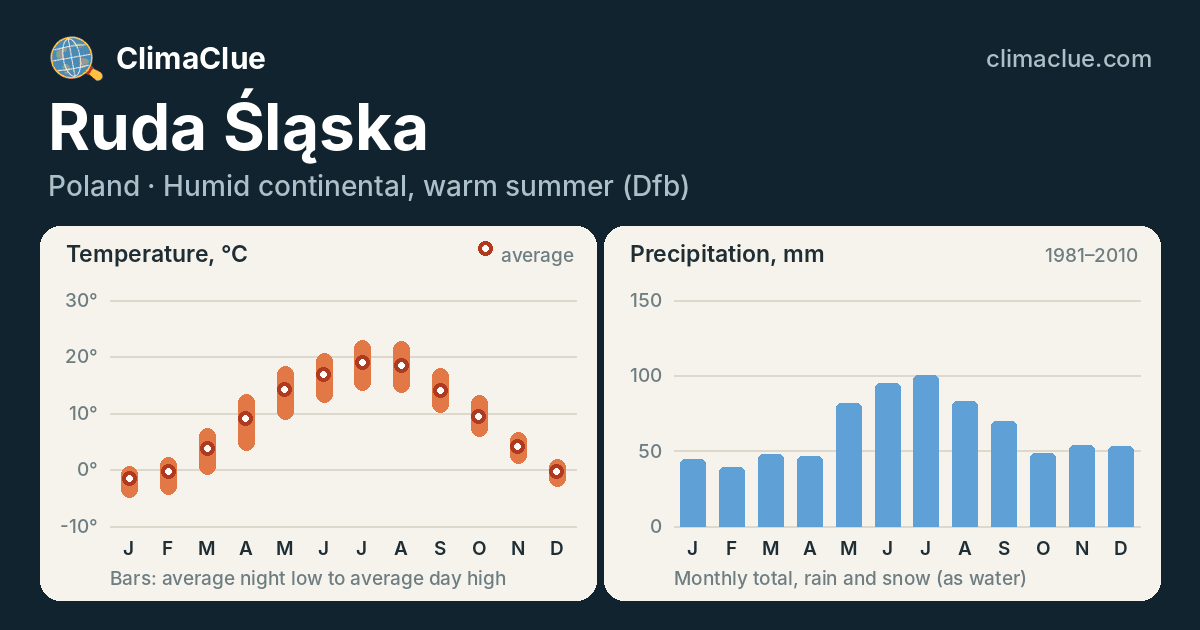 ClimaClue
climaclue.com
Ruda Śląska
Poland · Humid continental, warm summer (Dfb)
Temperature, °C
average
30°
20°
10°
0°
-10°
J F M A M J J A S O N D
Bars: average night low to average day high
Precipitation, mm
1981–2010
150
100
50
0
J F M A M J J A S O N D
Monthly total, rain and snow (as water)